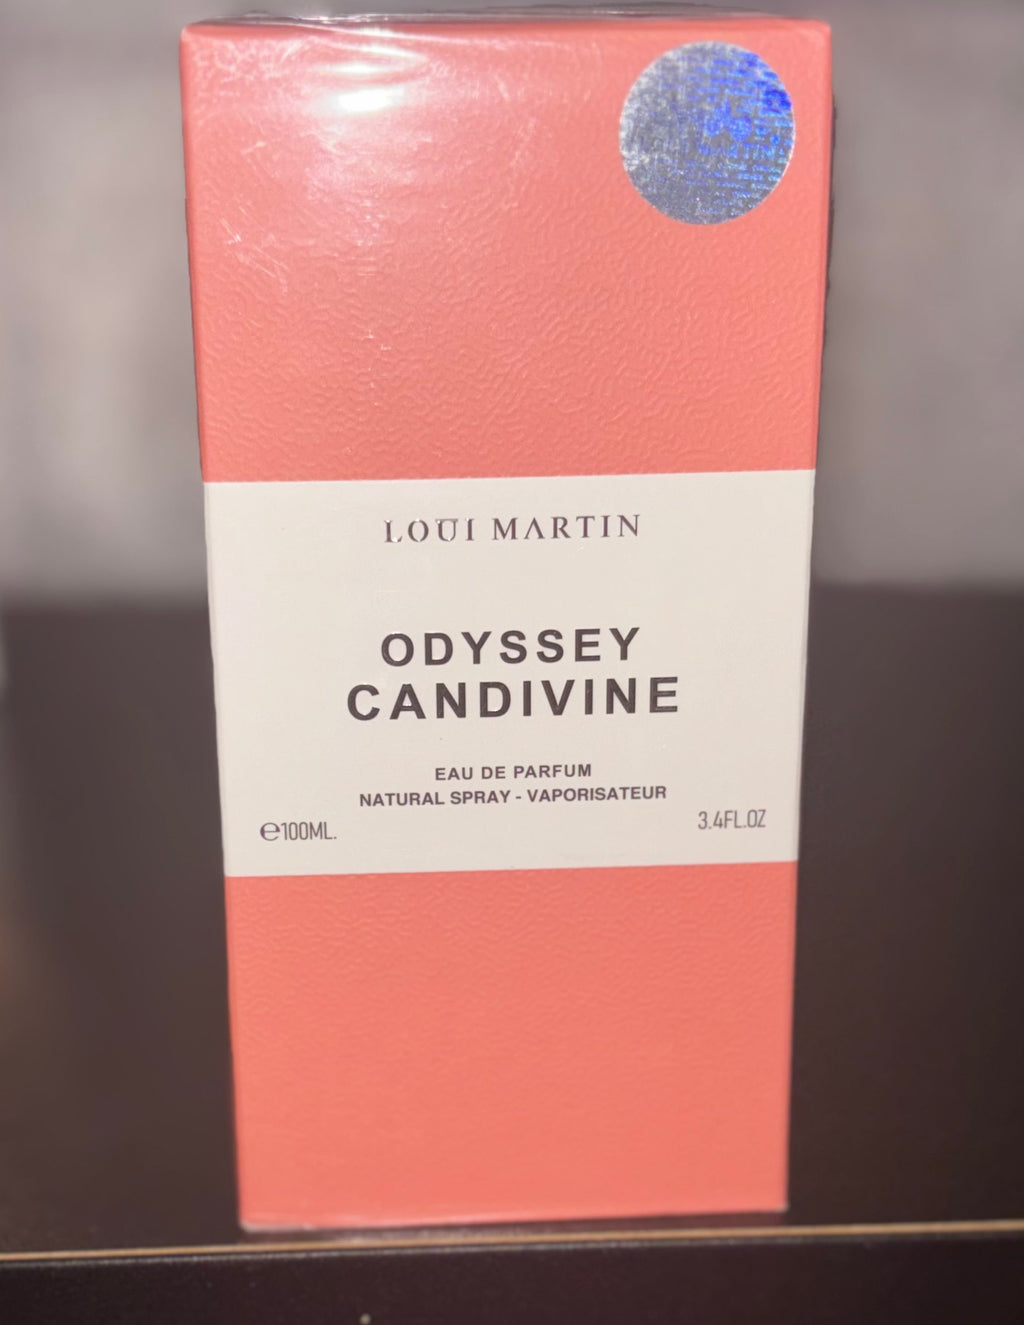 LOUI MARTIN
ODYSSEY
CANDIVINE
EAU DE PARFUM
NATURAL SPRAY - VAPORISATEUR
℮100ML.
3.4FL.OZ